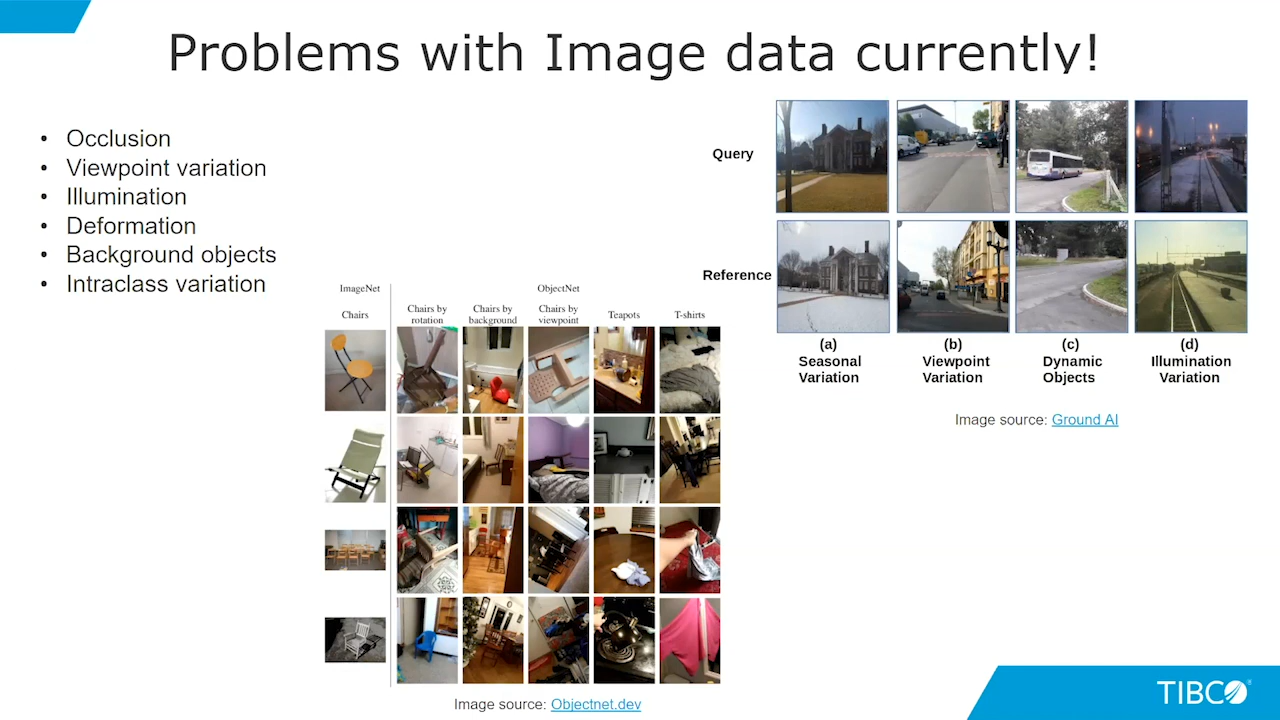 Problems with Image data currently!
• Occlusion
• Viewpoint variation
• Illumination
• Deformation
• Background objects
• Intraclass variation
ImageNet
ObjectNet
Chairs
Chairs by
rotation
Chairs by
background
Chairs by
viewpoint
Teapots
T-shirts
Image source: Objectnet.dev
Query
Reference
(a)
Seasonal
Variation
(b)
Viewpoint
Variation
(c)
Dynamic
Objects
(d)
Illumination
Variation
Image source: Ground AI
TIBCO®